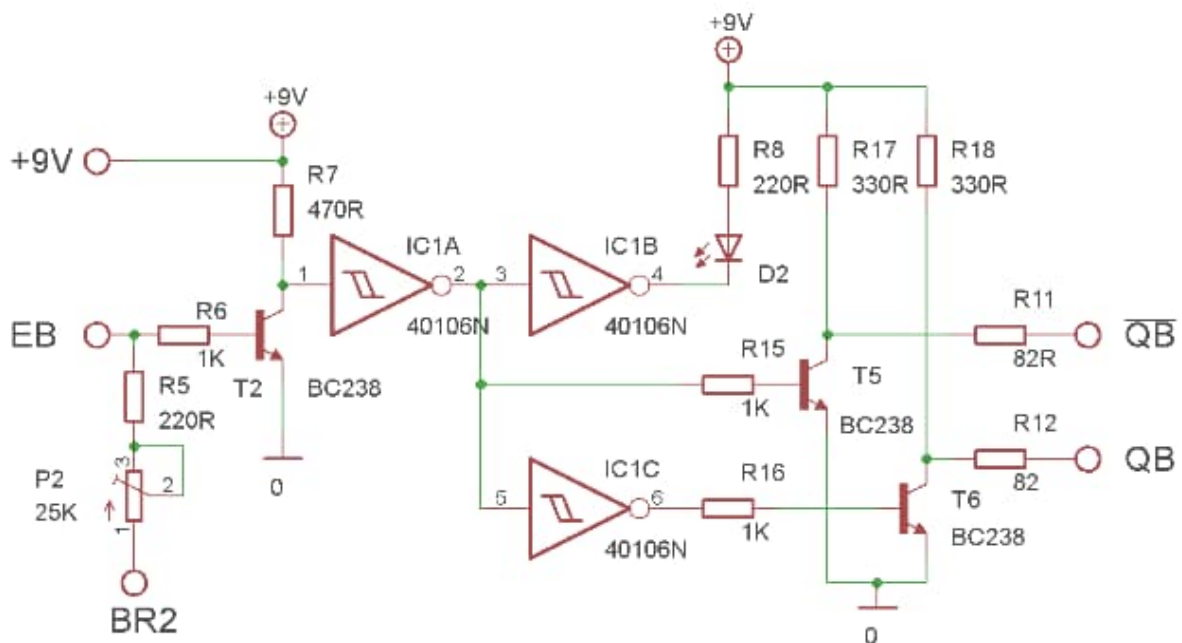 +9V
+9V
+9V
R7
470R
R8
220R
R17
330R
R18
330R
IC1A
IC1B
1
2
3
4
40106N
40106N
D2
EB
R6
1K
T2
BC238
R5
220R
0
P2
25K
3
2
1
BR2
R15
1K
T5
BC238
R11
82R
QB
R12
82
QB
IC1C
5
6
40106N
R16
1K
T6
BC238
0